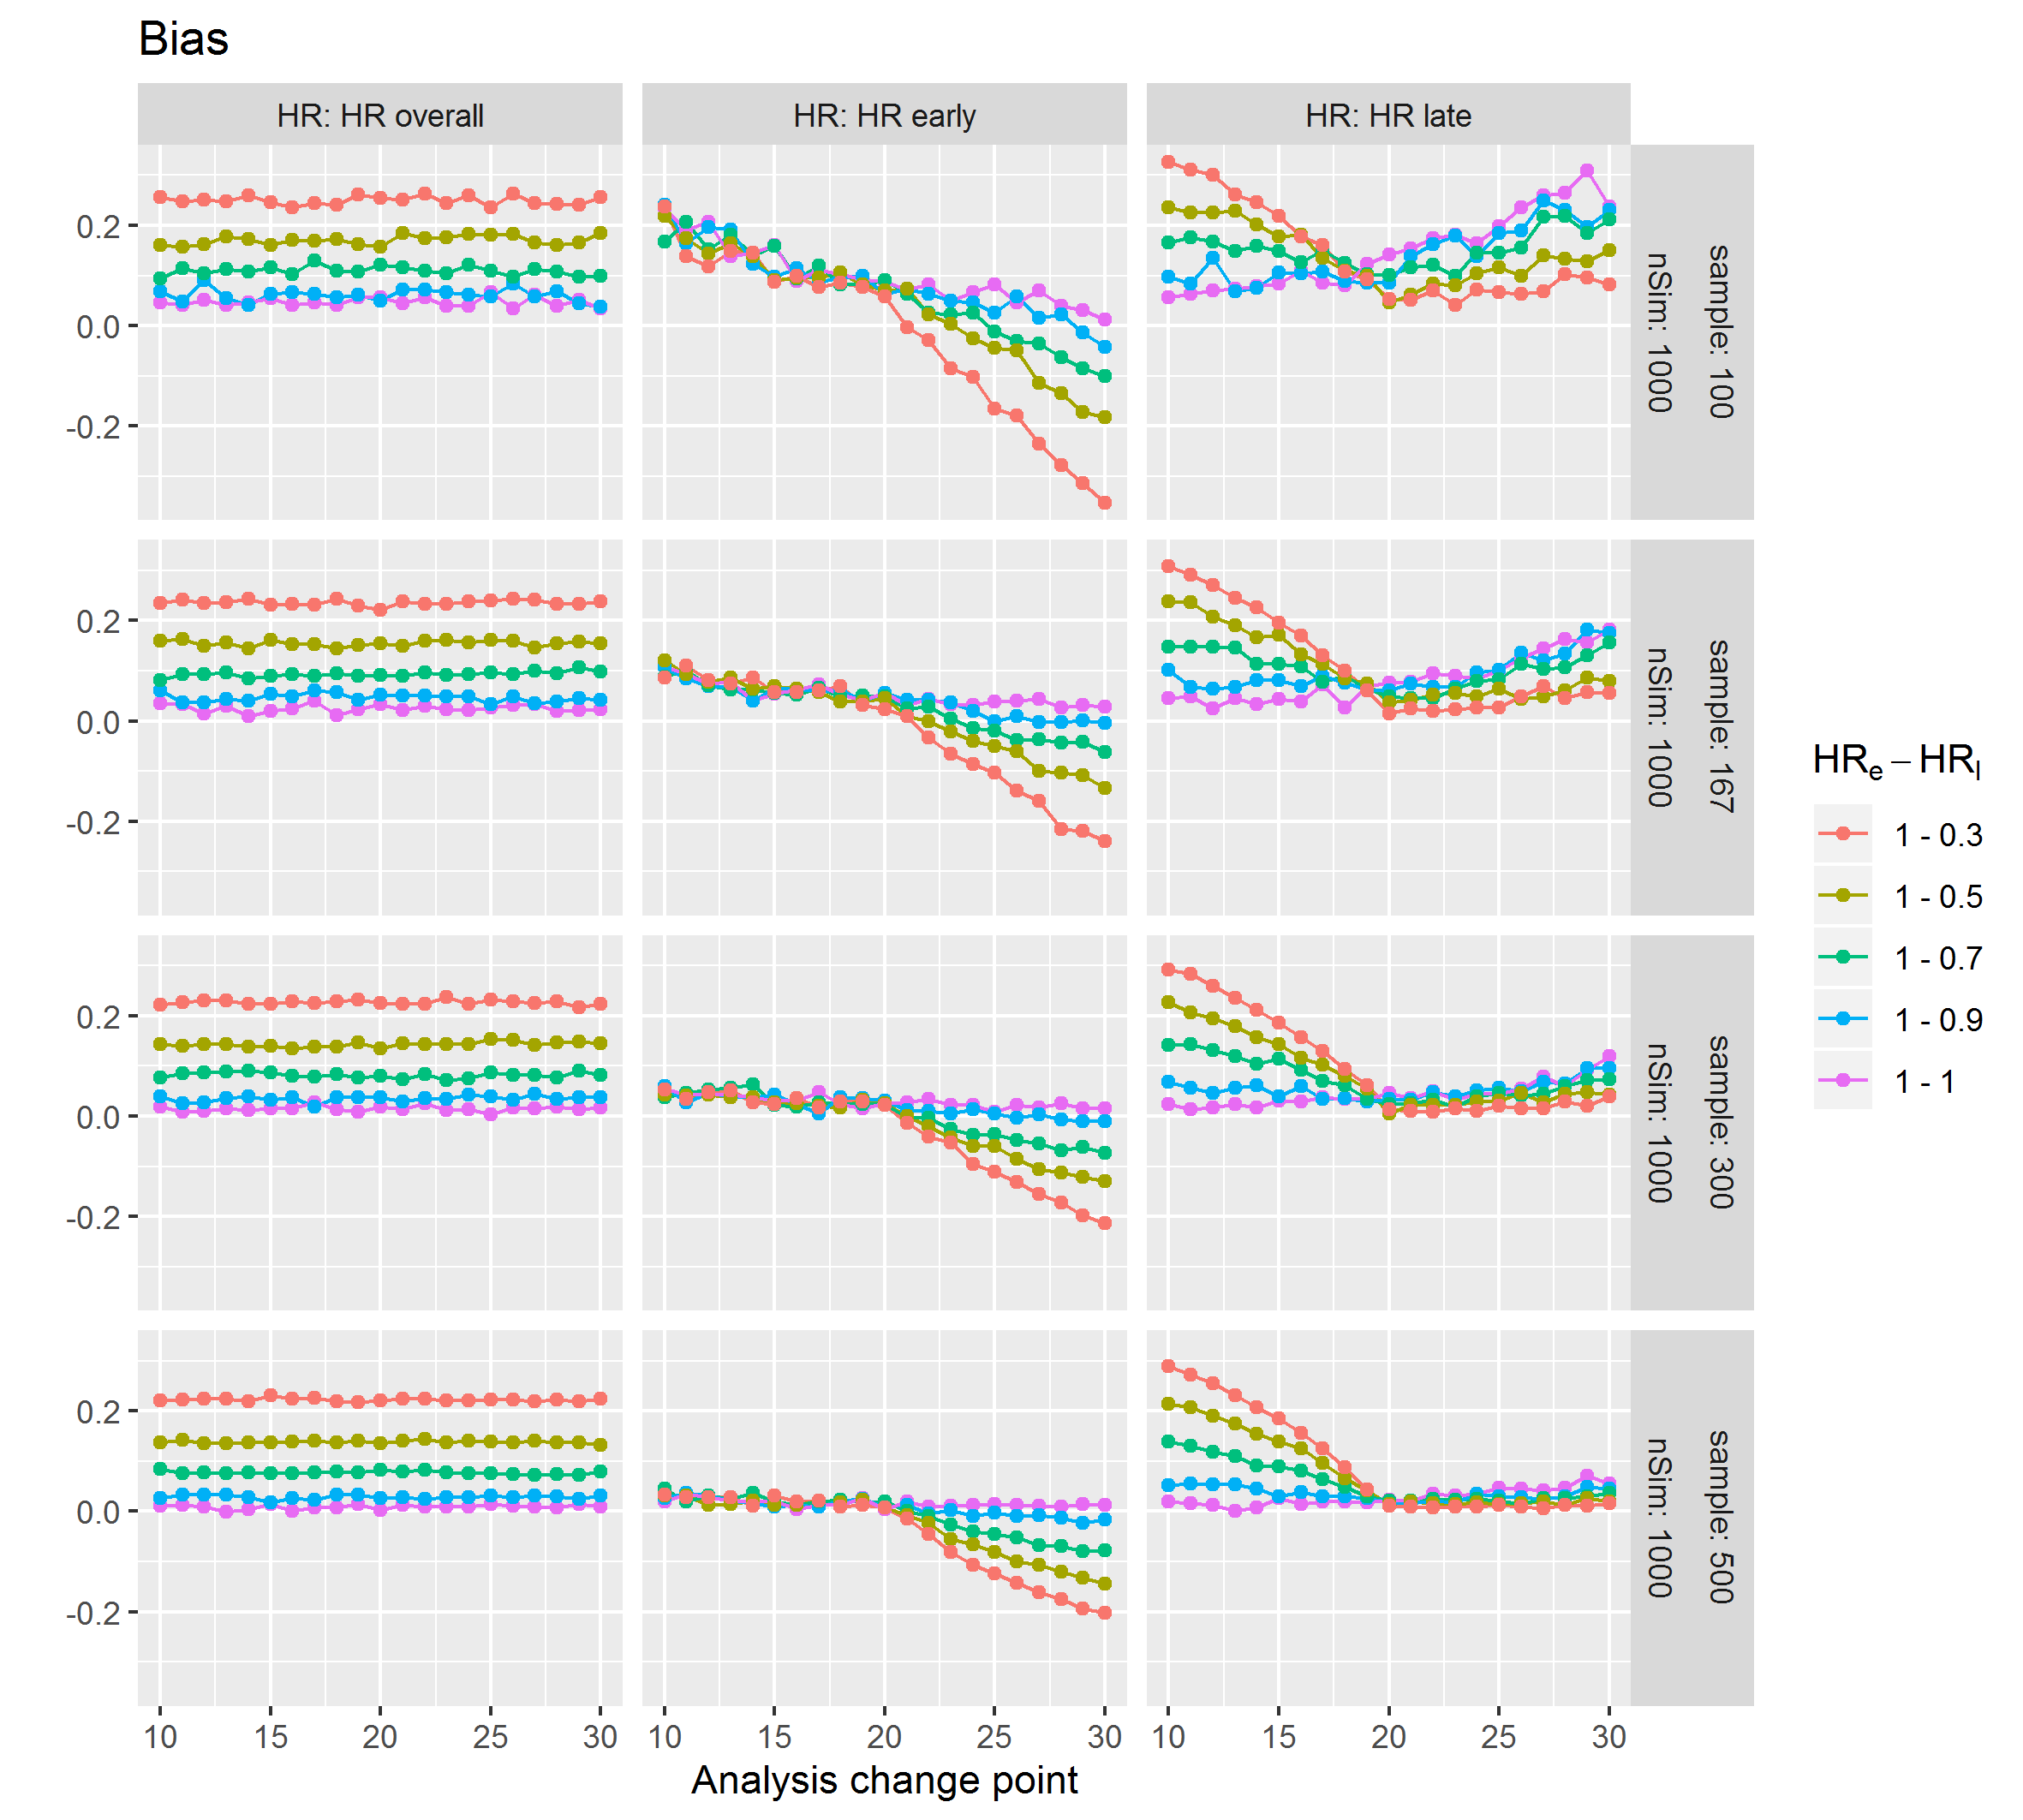 Bias
HR: HR overall
HR: HR early
HR: HR late
0.2
0.0
-0.2
sample: 100
nSim: 1000
0.2
0.0
-0.2
sample: 167
nSim: 1000
0.2
0.0
-0.2
sample: 300
nSim: 1000
0.2
0.0
-0.2
sample: 500
nSim: 1000
10 15 20 25 30
10 15 20 25 30
10 15 20 25 30
Analysis change point
HRe − HRl
1 - 0.3
1 - 0.5
1 - 0.7
1 - 0.9
1 - 1